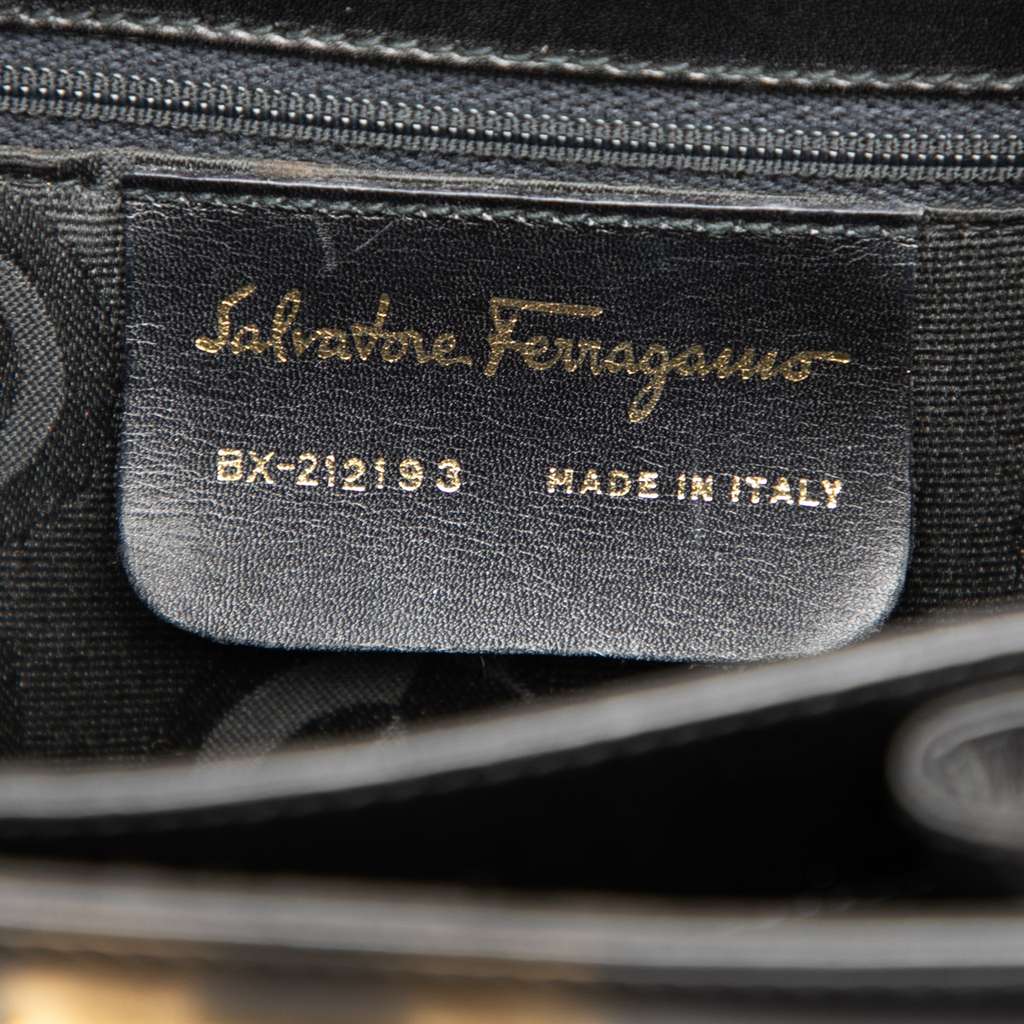 Salvatore Ferragamo
BX-212193 MADE IN ITALY